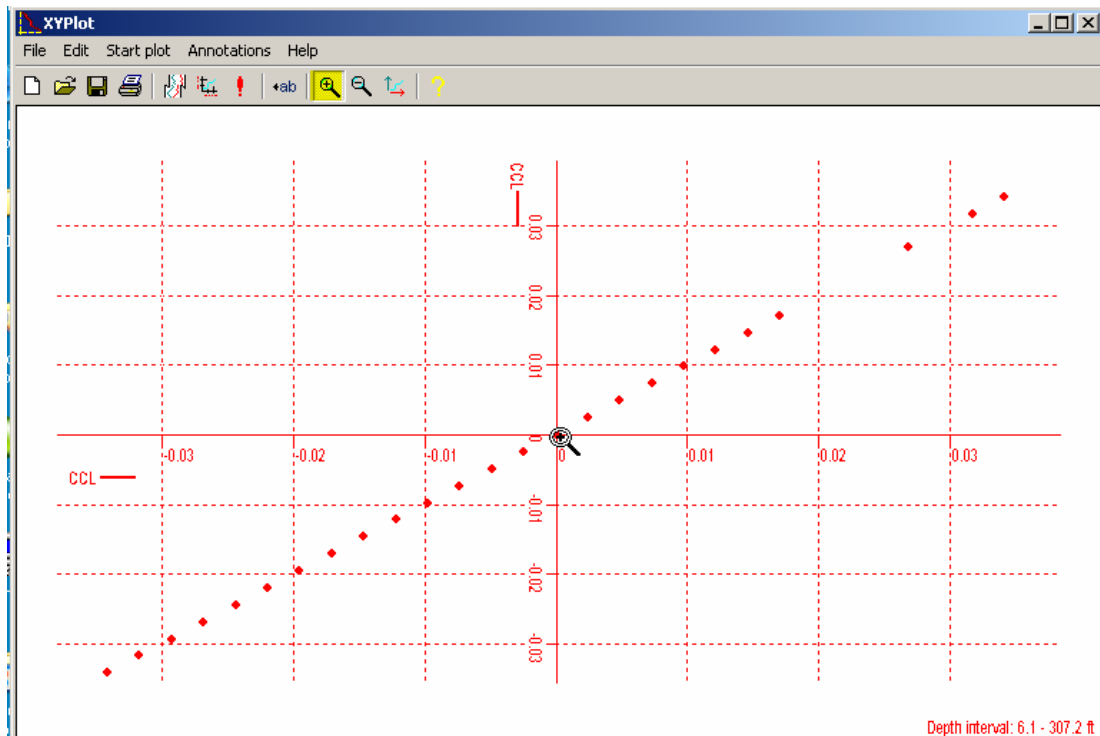 XYPlot
File Edit Start plot Annotations Help
ab
?
CCL
0.03
0.02
0.01
0
-0.03 -0.02 -0.01 0 0.01 0.02 0.03
CCL
-0.01
-0.02
-0.03
Depth interval: 6.1 - 307.2 ft